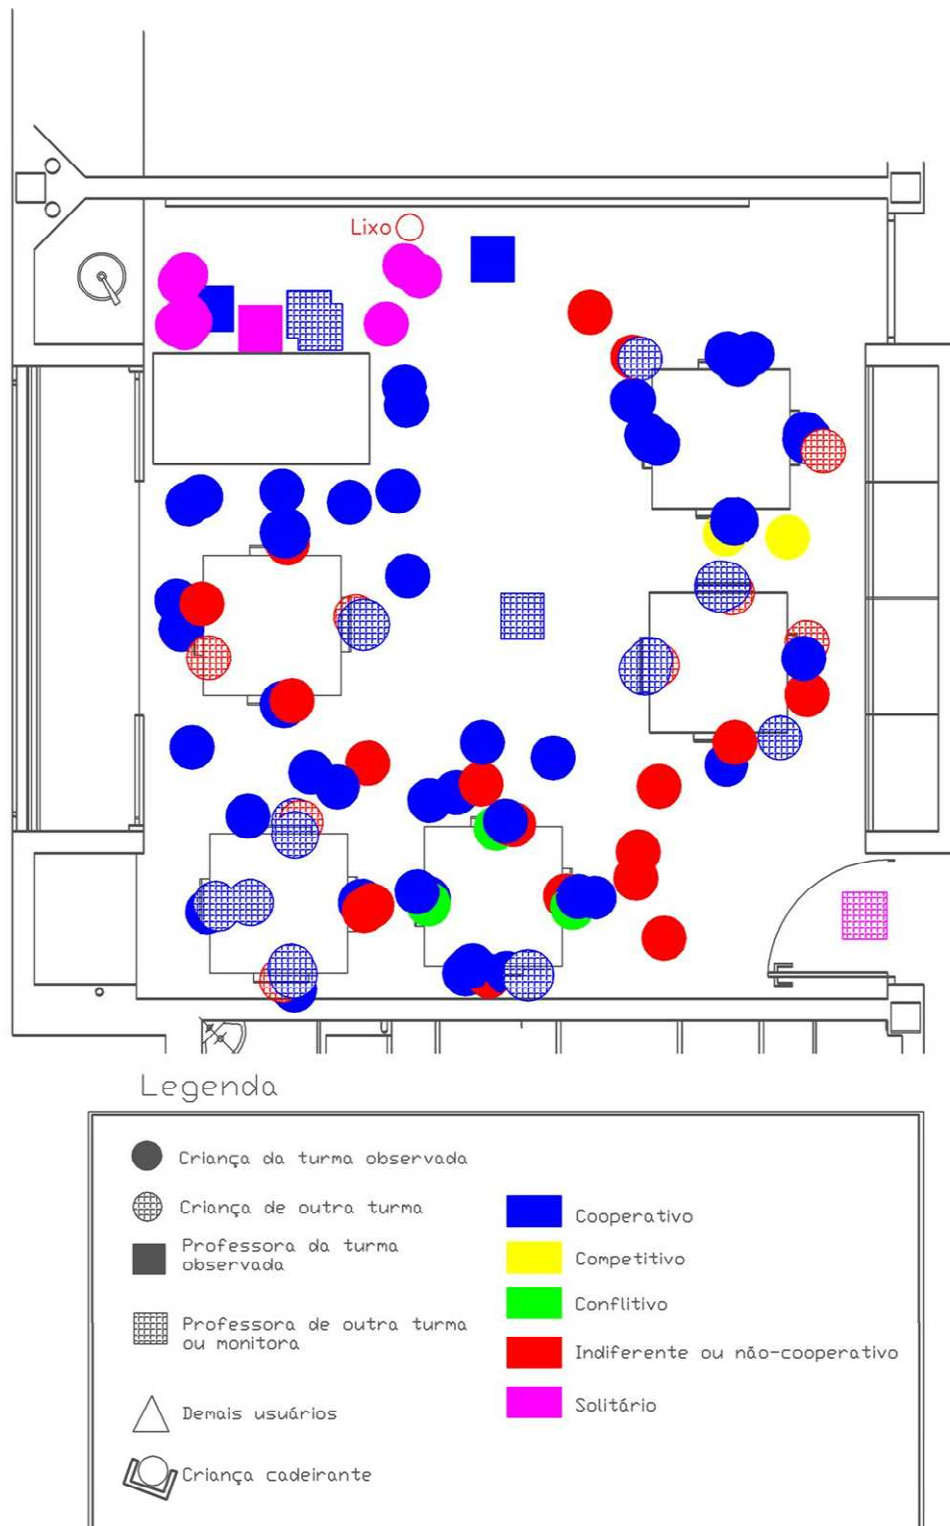 Lixo
Legenda
Criança da turma observada
Criança de outra turma
Professora da turma
observada
Professora de outra turma
ou monitora
Demais usuários
Criança cadeirante
Cooperativo
Competitivo
Conflitivo
Indiferente ou não-cooperativo
Solitário